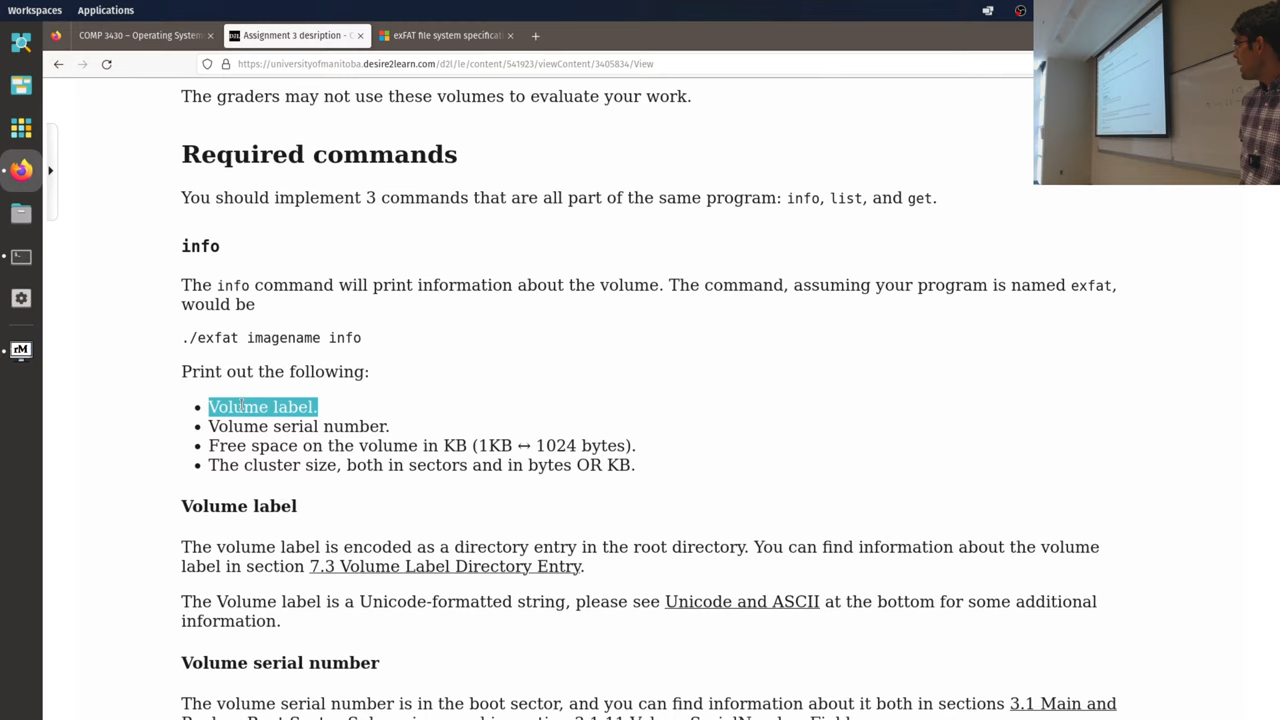 Workspaces Applications
COMP 3430 – Operating System
Assignment 3 desription -
exFAT file system specificat
https://universityofmanitoba.desire2learn.com/d2l/le/content/541923/viewContent/3405834/View
The graders may not use these volumes to evaluate your work.
Required commands
You should implement 3 commands that are all part of the same program: info, list, and get.
info
The info command will print information about the volume. The command, assuming your program is named exfat,
would be
./exfat imagename info
Print out the following:
• Volume label.
• Volume serial number.
• Free space on the volume in KB (1KB ↔ 1024 bytes).
• The cluster size, both in sectors and in bytes OR KB.
Volume label
The volume label is encoded as a directory entry in the root directory. You can find information about the volume
label in section 7.3 Volume Label Directory Entry.
The Volume label is a Unicode-formatted string, please see Unicode and ASCII at the bottom for some additional
information.
Volume serial number
The volume serial number is in the boot sector, and you can find information about it both in sections 3.1 Main and
rM